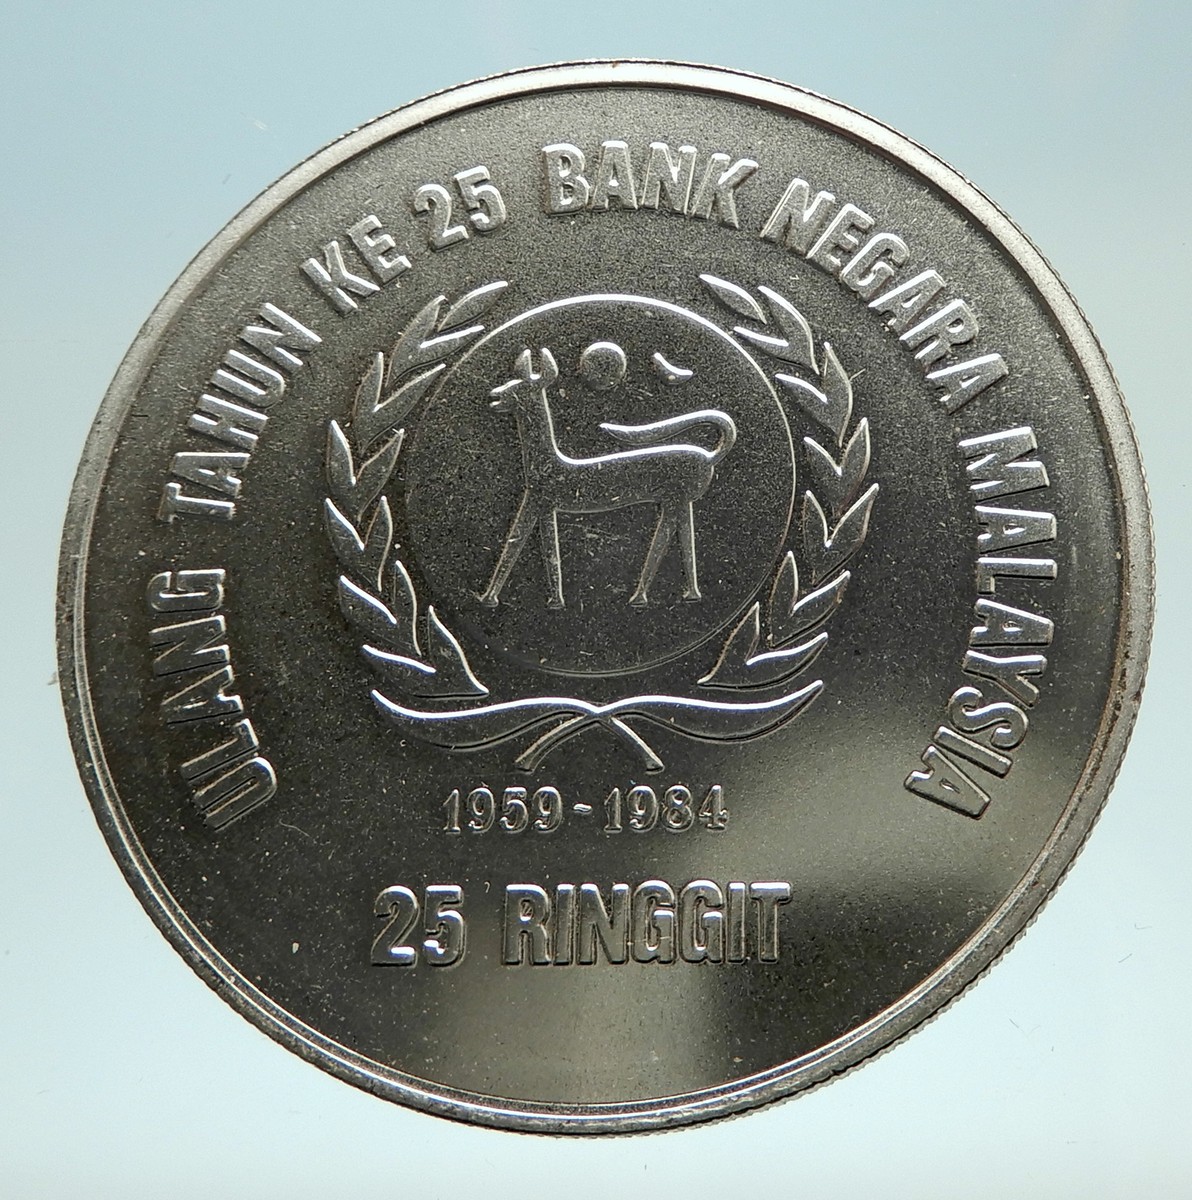 ULANG TAHUN KE 25 BANK NEGARA MALAYSIA
1959-1984
25 RINGGIT